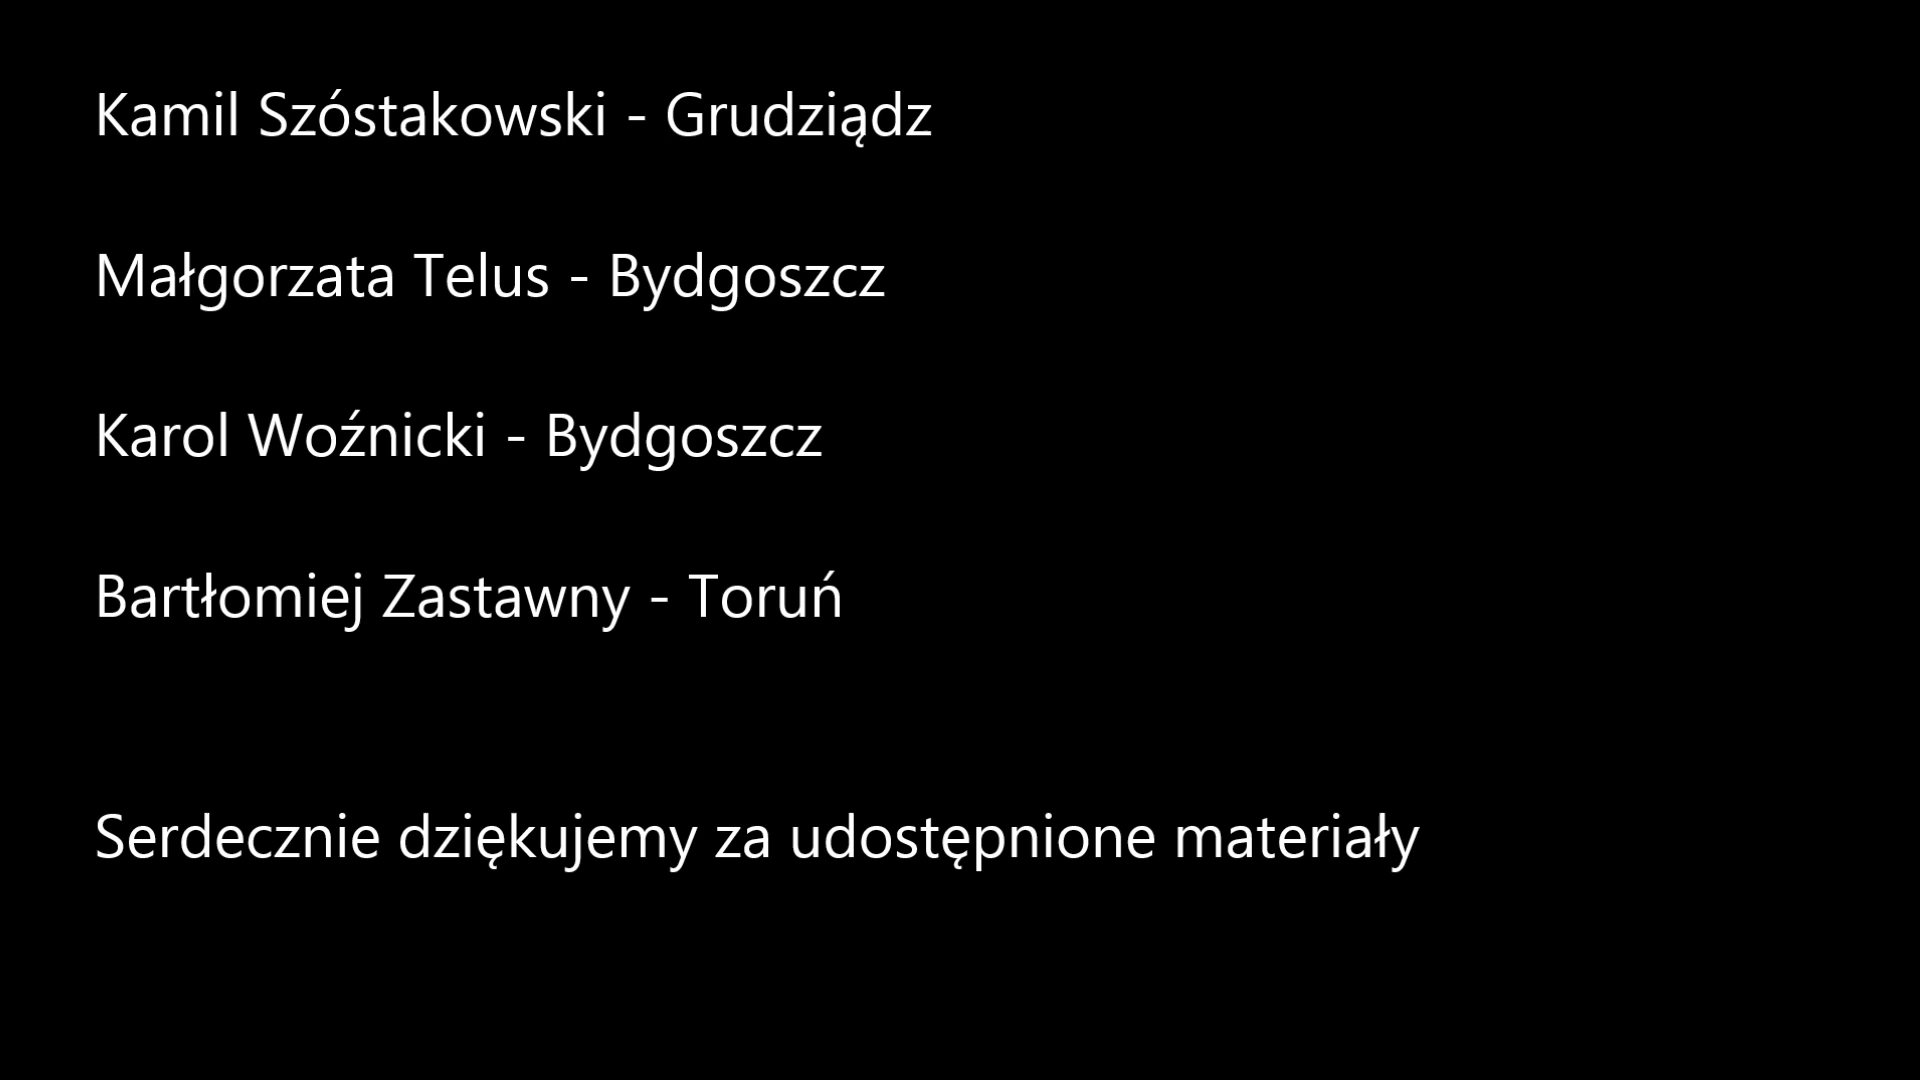 Kamil Szóstakowski - Grudziądz
Małgorzata Telus - Bydgoszcz
Karol Woźnicki - Bydgoszcz
Bartłomiej Zastawny - Toruń
Serdecznie dziękujemy za udostępnione materiały